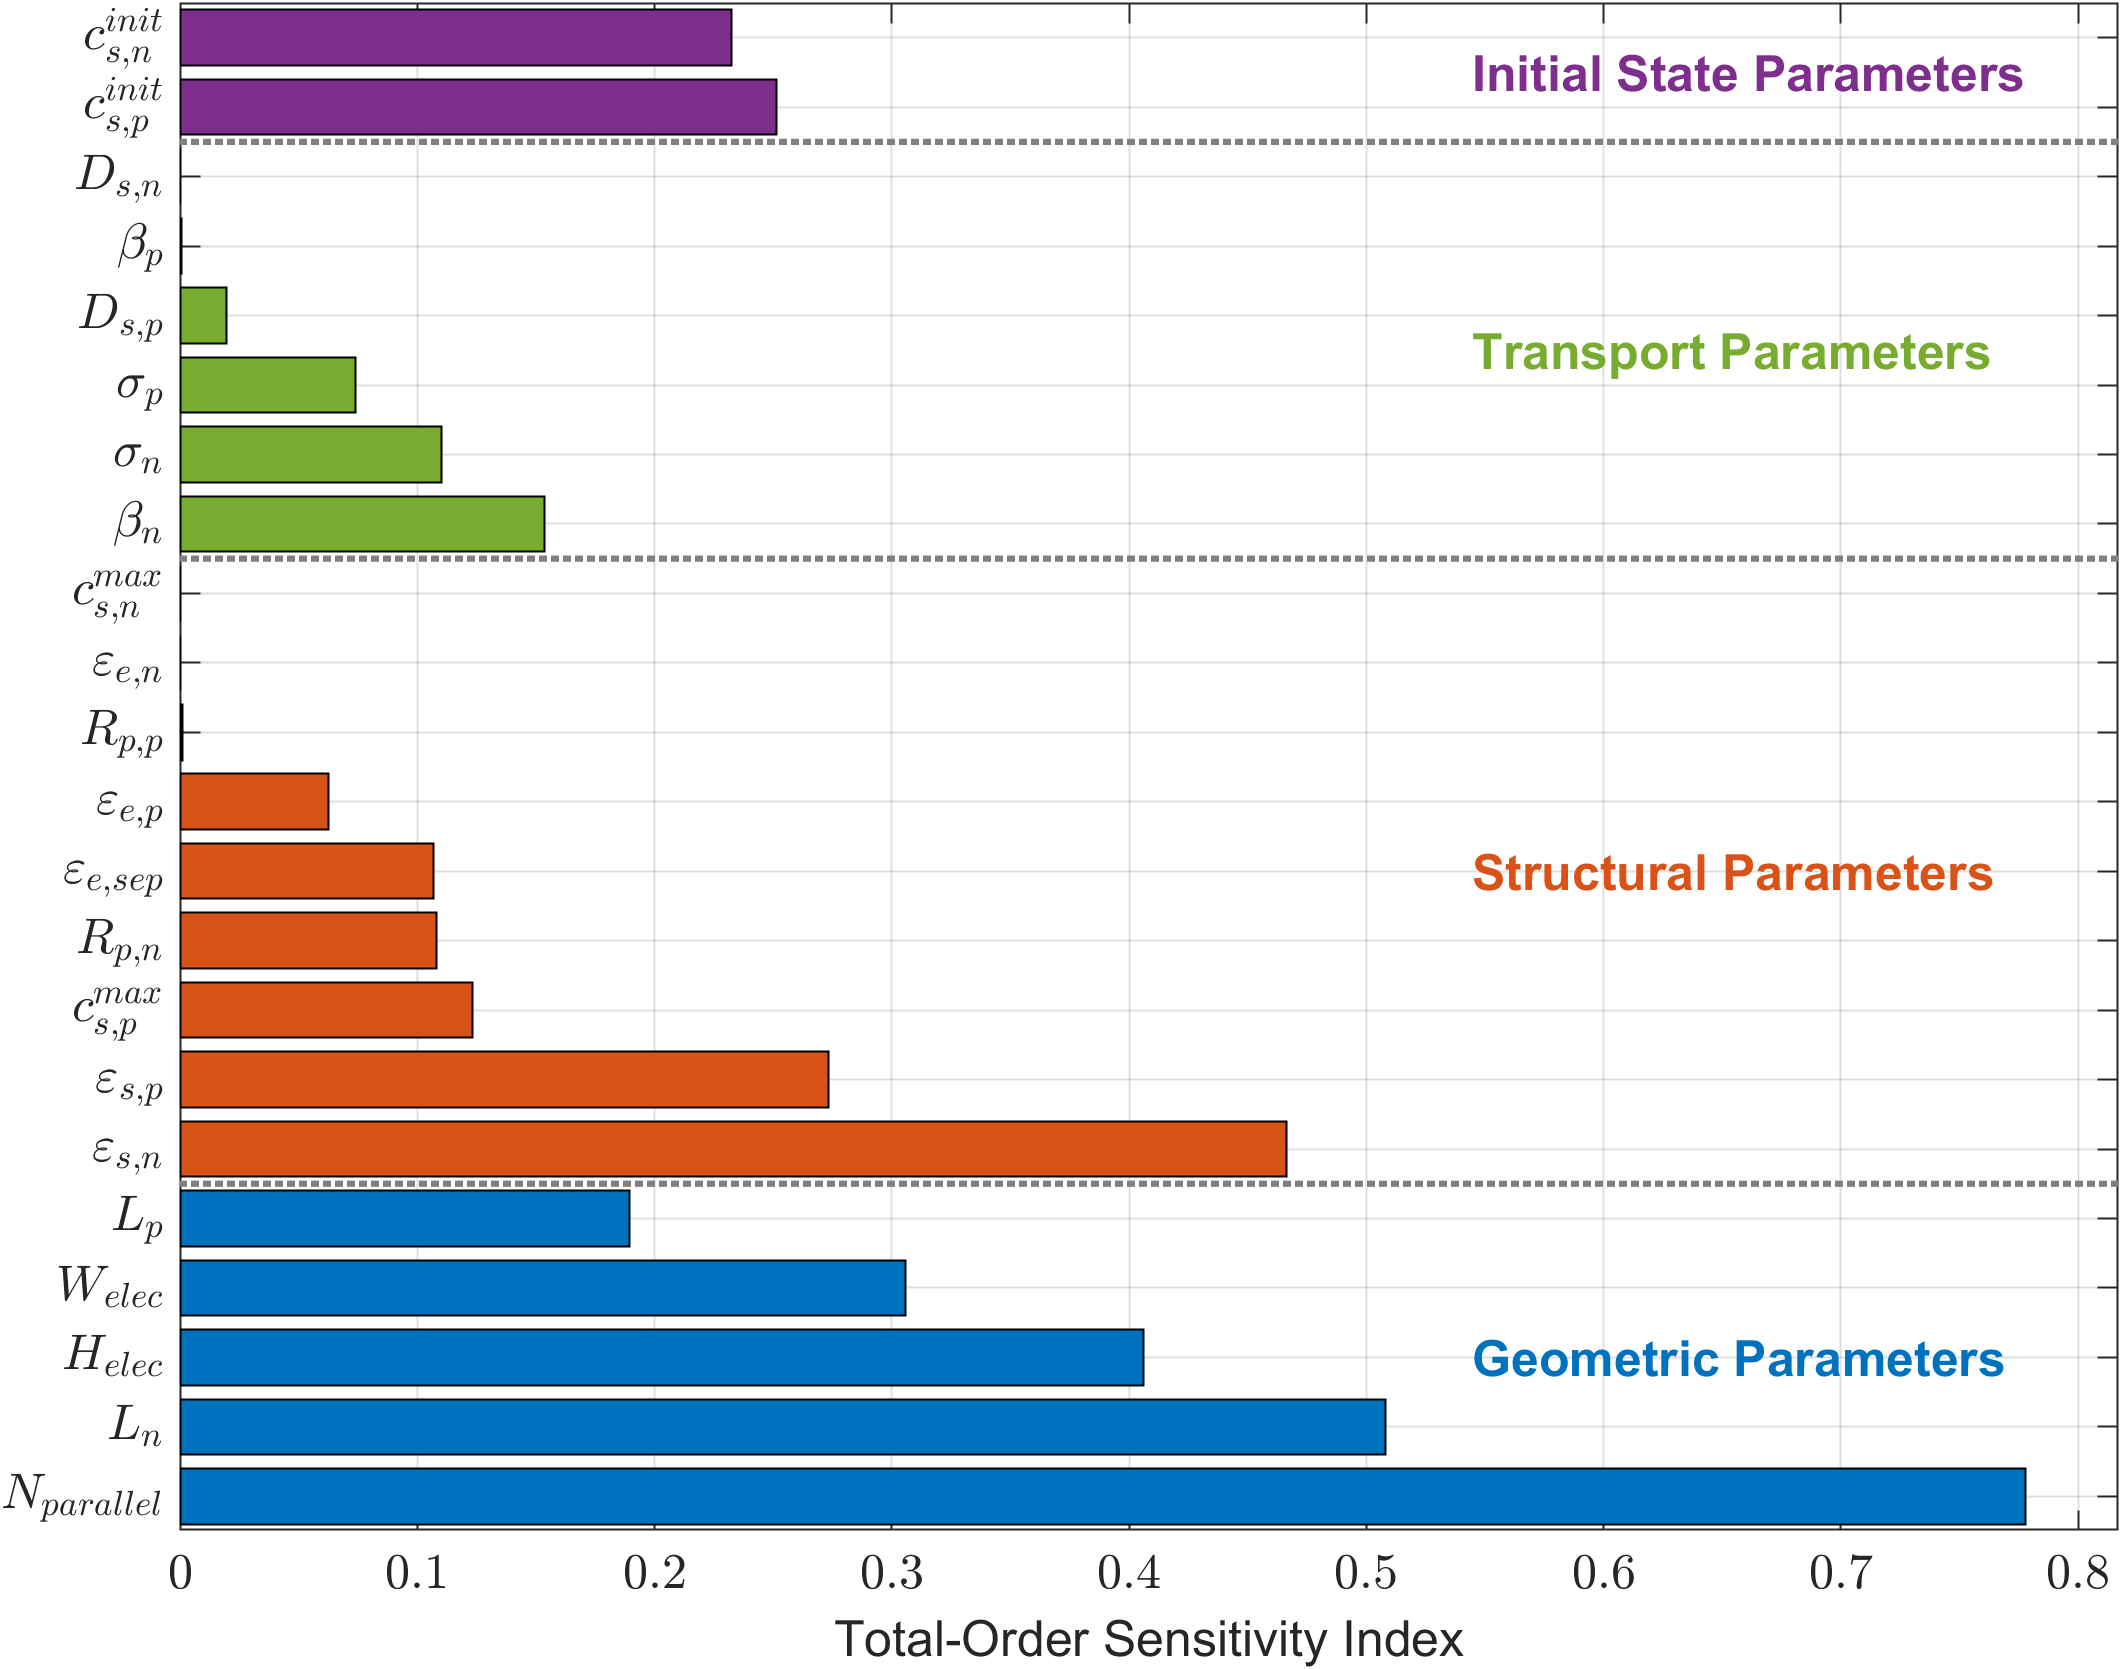 c_{s,n}^{init}
c_{s,p}^{init}
Initial State Parameters
D_{s,n}
β_p
D_{s,p}
Transport Parameters
σ_p
σ_n
β_n
c_{s,n}^{max}
ε_{e,n}
R_{p,p}
ε_{e,p}
ε_{e,sep}
Structural Parameters
R_{p,n}
c_{s,p}^{max}
ε_{s,p}
ε_{s,n}
L_p
W_{elec}
H_{elec}
Geometric Parameters
L_n
N_{parallel}
0 0.1 0.2 0.3 0.4 0.5 0.6 0.7 0.8
Total-Order Sensitivity Index